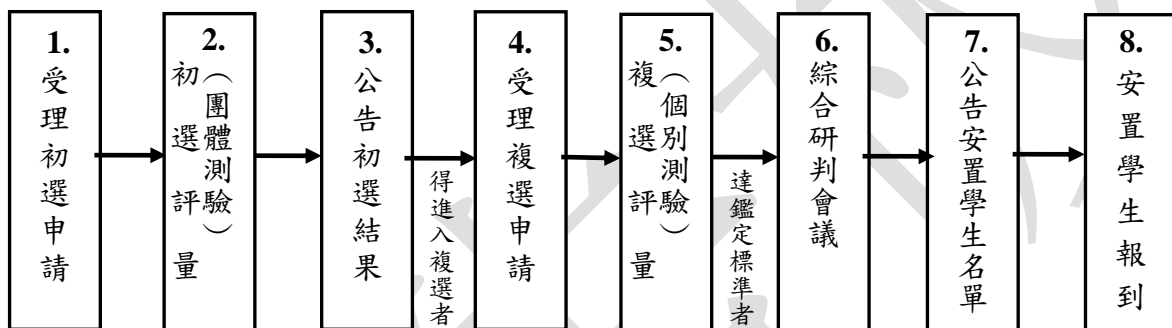 1.
受理初選申請
2.
初選評量
（團體測驗）
3.
公告初選結果
得進入複選者
4.
受理複選申請
5.
複選評量
（個別測驗）
達鑑定標準者
6.
綜合研判會議
7.
公告安置學生名單
8.
安置學生報到